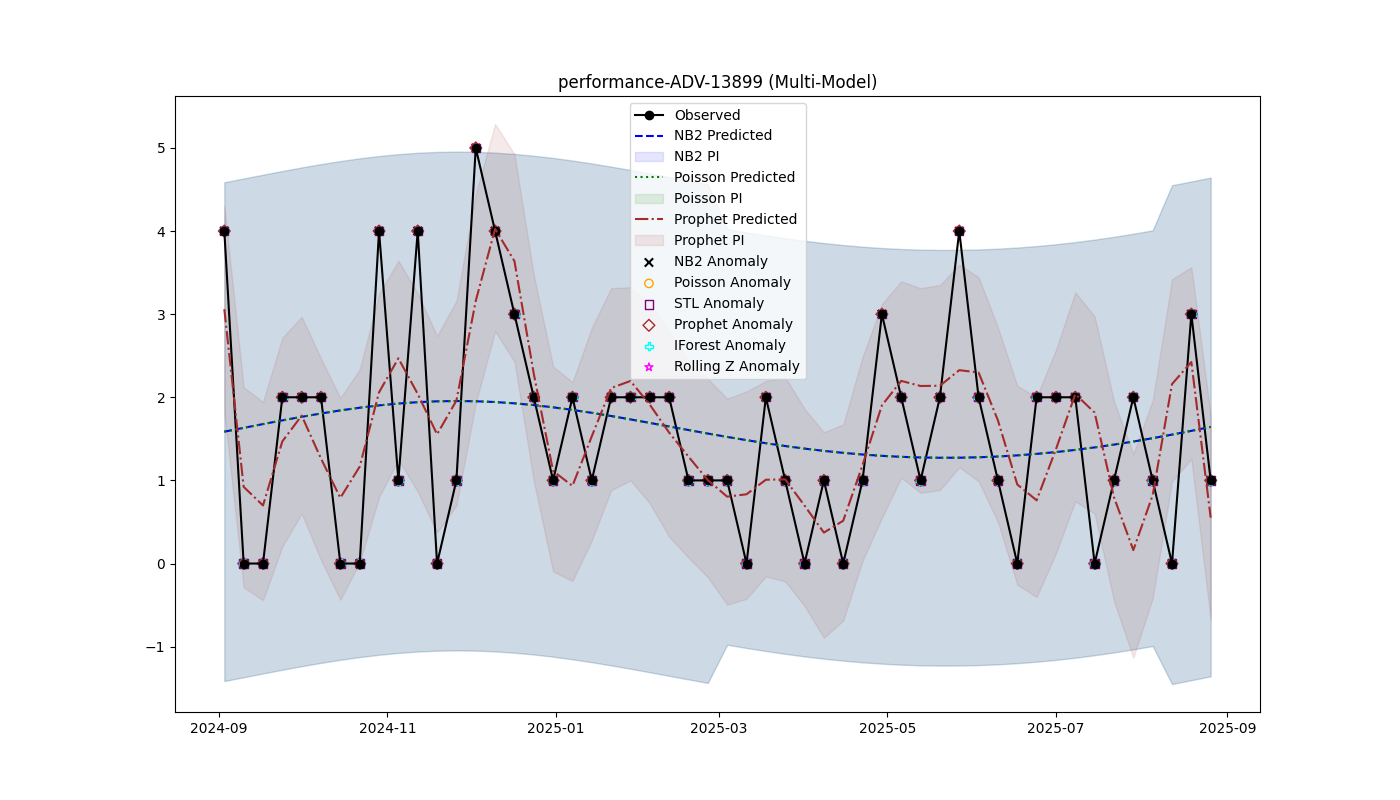 performance-ADV-13899 (Multi-Model)
Observed
NB2 Predicted
NB2 PI
Poisson Predicted
Poisson PI
Prophet Predicted
Prophet PI
NB2 Anomaly
Poisson Anomaly
STL Anomaly
Prophet Anomaly
IForest Anomaly
Rolling Z Anomaly
5
4
3
2
1
0
−1
2024-09 2024-11 2025-01 2025-03 2025-05 2025-07 2025-09